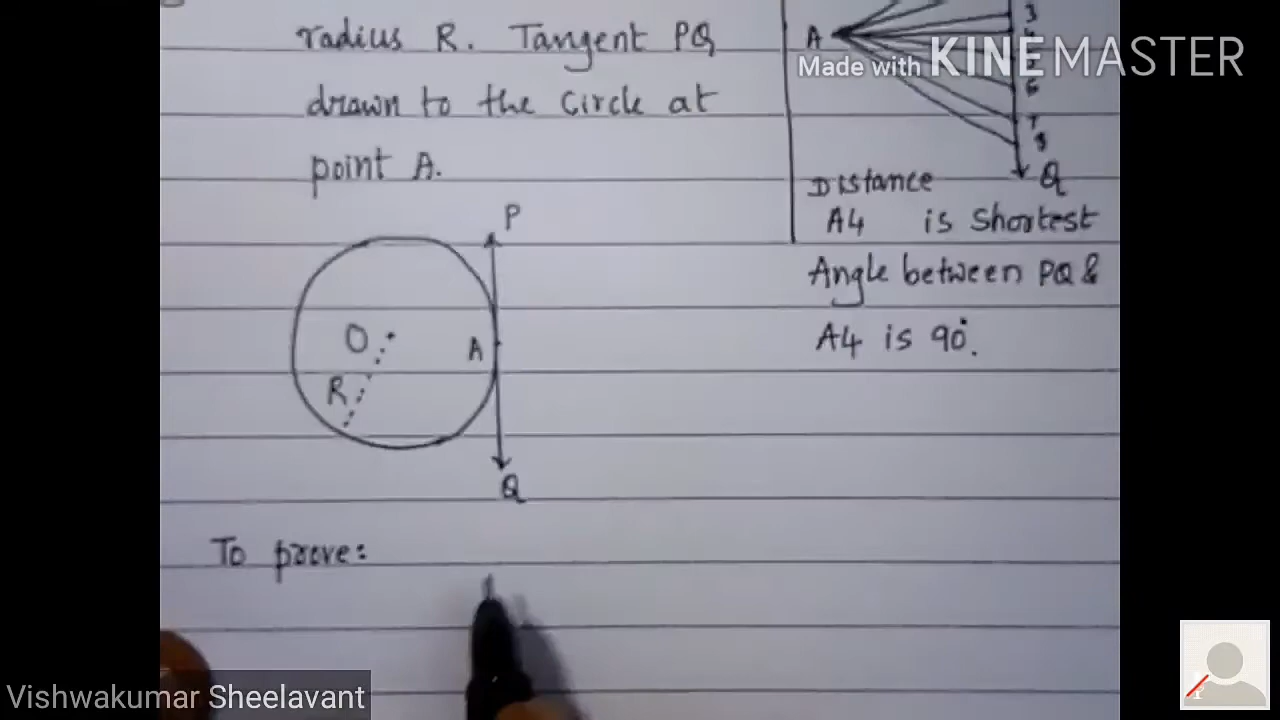 radius R. Tangent PQ
drawn to the circle at
point A.
P
O
A
R
Q
To prove:
A
3
6
7
8
Q
Distance
A4 is shortest
Angle between PQ &
A4 is 90°.
Made with KINEMASTER
Vishwakumar Sheelavant